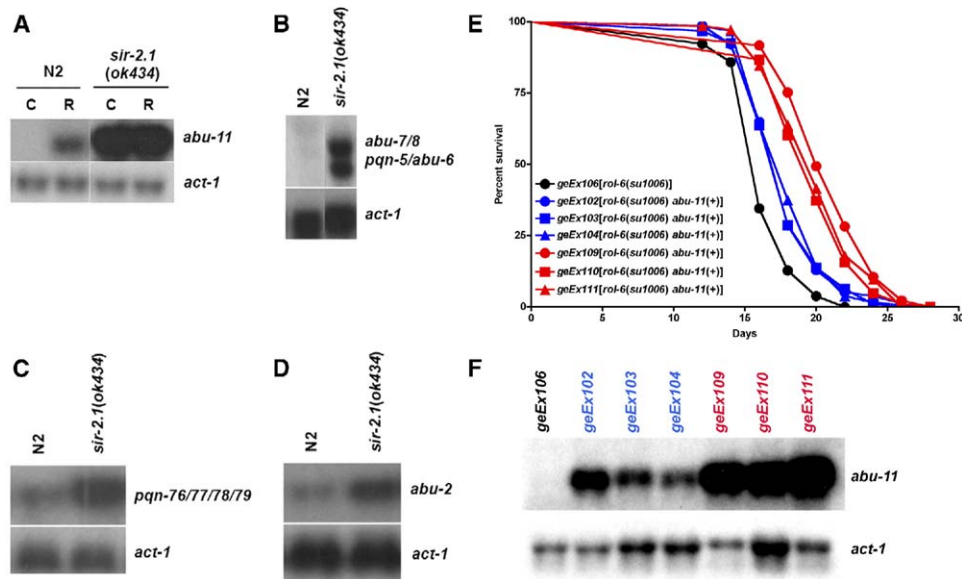 A
N2
sir-2.1
(ok434)
C R C R
abu-11
act-1
B
N2
sir-2.1(ok434)
abu-7/8
pqn-5/abu-6
act-1
E
Percent survival
100
75
50
25
0
geEx106[rol-6(su1006)]
geEx102[rol-6(su1006) abu-11(+)]
geEx103[rol-6(su1006) abu-11(+)]
geEx104[rol-6(su1006) abu-11(+)]
geEx109[rol-6(su1006) abu-11(+)]
geEx110[rol-6(su1006) abu-11(+)]
geEx111[rol-6(su1006) abu-11(+)]
0 5 10 15 20 25 30
Days
C
N2
sir-2.1(ok434)
pqn-76/77/78/79
act-1
D
N2
sir-2.1(ok434)
abu-2
act-1
F
geEx106
geEx102
geEx103
geEx104
geEx109
geEx110
geEx111
abu-11
act-1